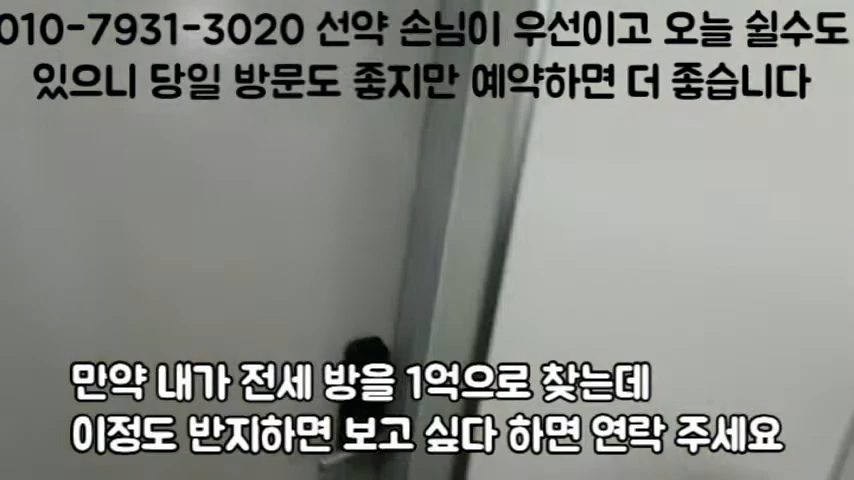 010-7931-3020 선약 손님이 우선이고 오늘 쉴수도
있으니 당일 방문도 좋지만 예약하면 더 좋습니다
만약 내가 전세 방을 1억으로 찾는데
이정도 반지하면 보고 싶다 하면 연락 주세요